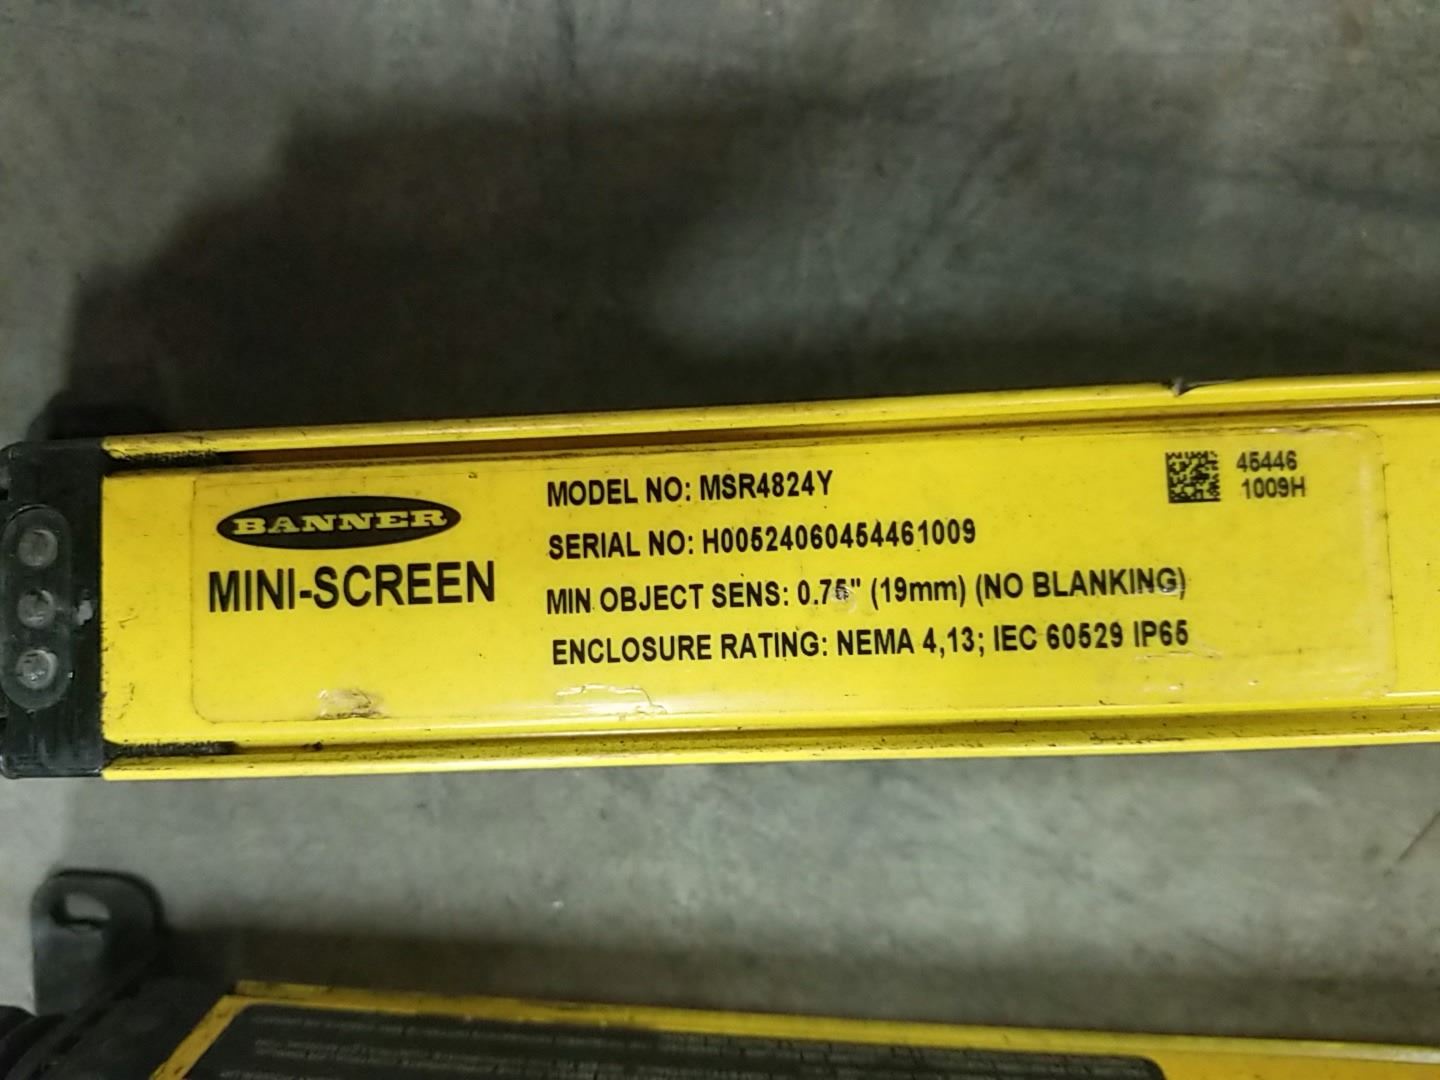 BANNER
MINI-SCREEN
MODEL NO: MSR4824Y
SERIAL NO: H00524060454461009
MIN OBJECT SENS: 0.75" (19mm) (NO BLANKING)
ENCLOSURE RATING: NEMA 4,13; IEC 60529 IP65
45446
1009H